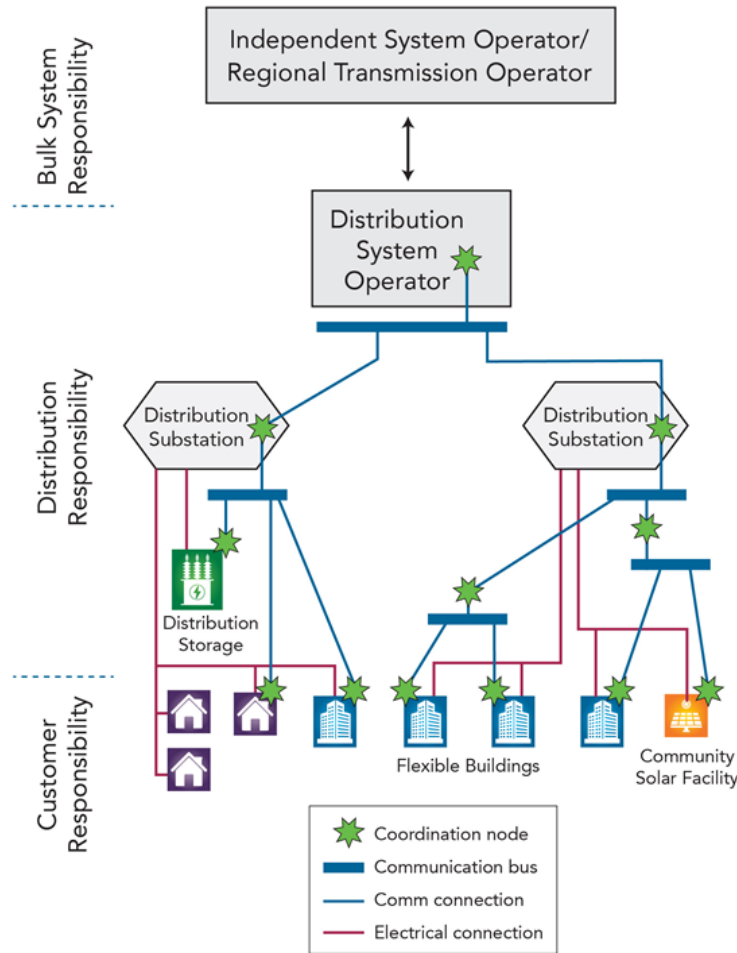 Independent System Operator/
Regional Transmission Operator
Bulk System
Responsibility
Distribution
System
Operator
Distribution
Responsibility
Distribution
Substation
Distribution
Substation
Distribution
Storage
Customer
Responsibility
Flexible Buildings
Community
Solar Facility
Coordination node
Communication bus
Comm connection
Electrical connection